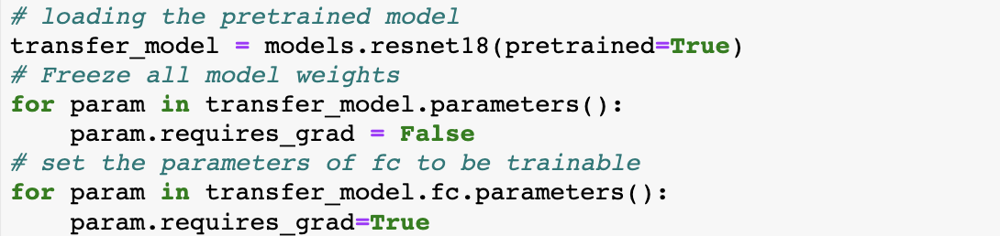 # loading the pretrained model
transfer_model = models.resnet18(pretrained=True)
# Freeze all model weights
for param in transfer_model.parameters():
    param.requires_grad = False
# set the parameters of fc to be trainable
for param in transfer_model.fc.parameters():
    param.requires_grad=True